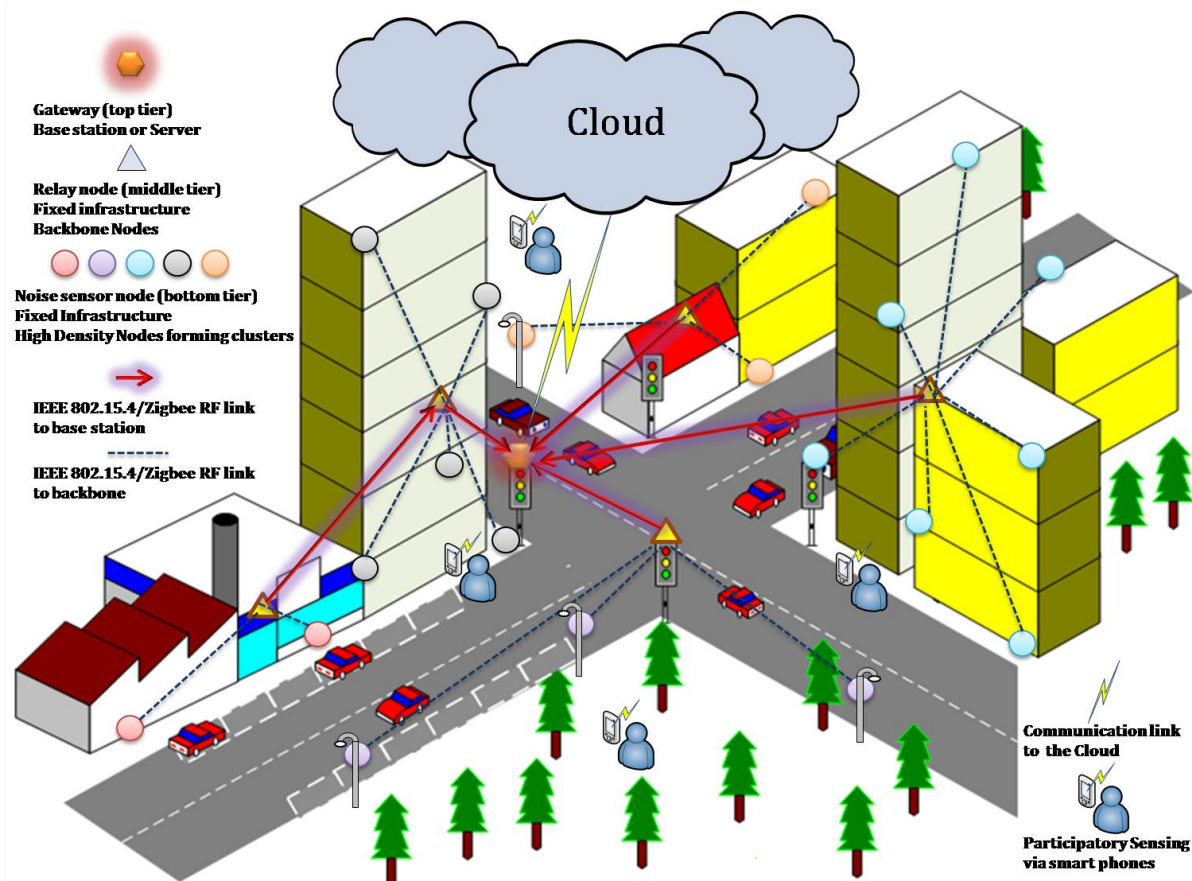 Cloud
Gateway (top tier)
Base station or Server
Relay node (middle tier)
Fixed infrastructure
Backbone Nodes
Noise sensor node (bottom tier)
Fixed Infrastructure
High Density Nodes forming clusters
IEEE 802.15.4/Zigbee RF link
to base station
IEEE 802.15.4/Zigbee RF link
to backbone
Communication link
to the Cloud
Participatory Sensing
via smart phones